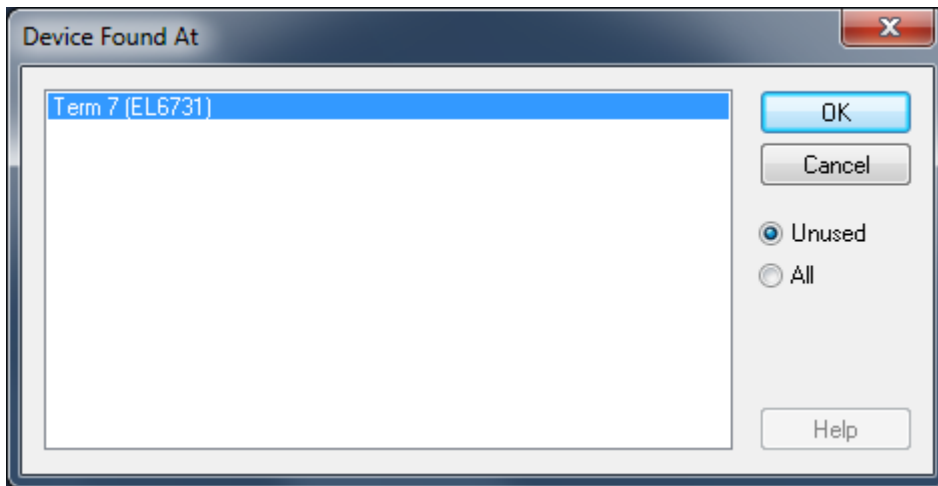 Device Found At
Term 7 (EL6731)
OK
Cancel
Unused
All
Help